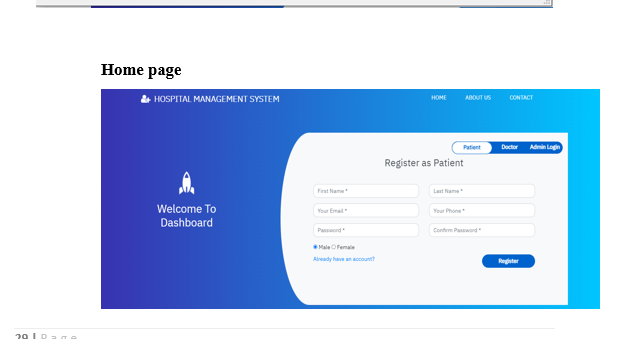 Home page
HOSPITAL MANAGEMENT SYSTEM HOME ABOUT US CONTACT
Patient Doctor Admin Login
Register as Patient
Welcome To
Dashboard
First Name * Last Name *
Your Email * Your Phone *
Password * Confirm Password *
Male Female
Already have an account? Register
29 | Page